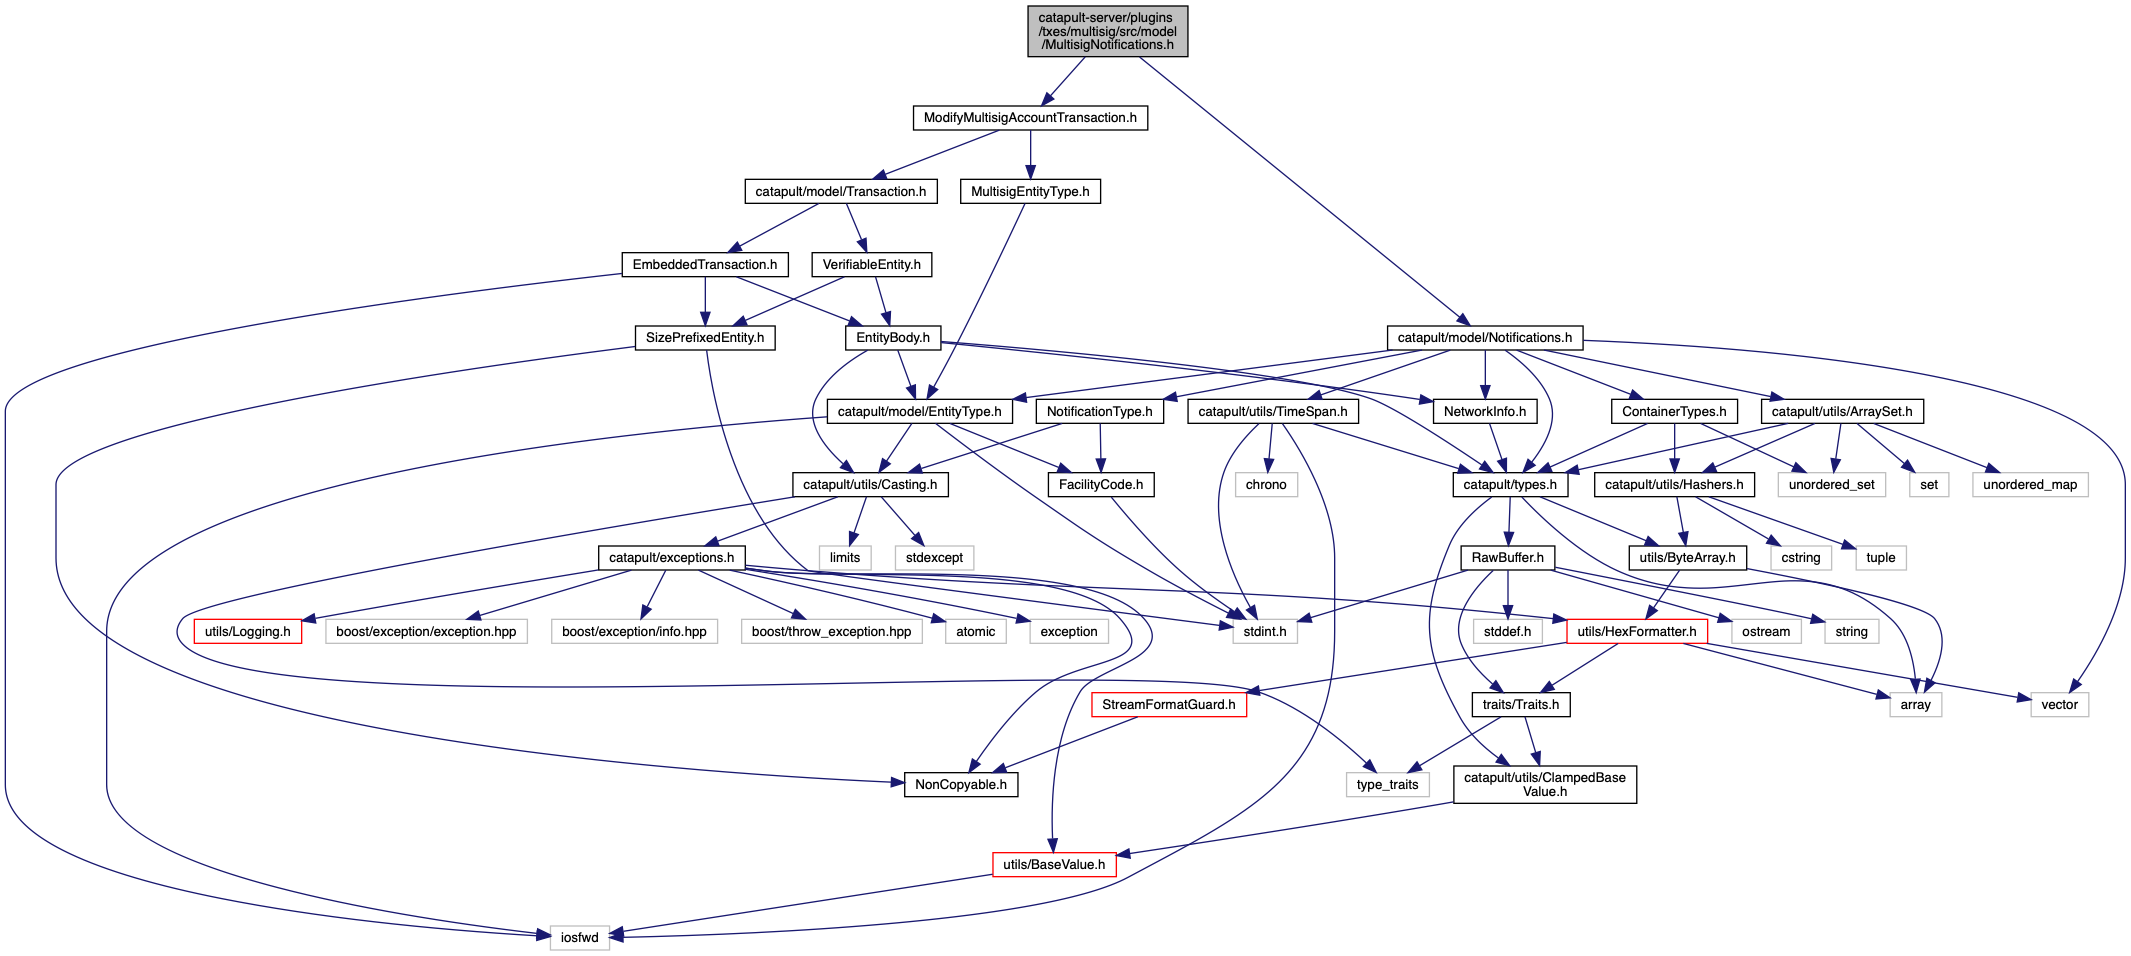 catapult-server/plugins
/txes/multisig/src/model
/MultisigNotifications.h
ModifyMultisigAccountTransaction.h
catapult/model/Transaction.h
MultisigEntityType.h
EmbeddedTransaction.h
VerifiableEntity.h
SizePrefixedEntity.h
EntityBody.h
catapult/model/Notifications.h
catapult/model/EntityType.h
NotificationType.h
catapult/utils/TimeSpan.h
NetworkInfo.h
ContainerTypes.h
catapult/utils/ArraySet.h
catapult/utils/Casting.h
FacilityCode.h
chrono
catapult/types.h
catapult/utils/Hashers.h
unordered_set
set
unordered_map
catapult/exceptions.h
limits
stdexcept
RawBuffer.h
utils/ByteArray.h
cstring
tuple
utils/Logging.h
boost/exception/exception.hpp
boost/exception/info.hpp
boost/throw_exception.hpp
atomic
exception
stdint.h
stddef.h
utils/HexFormatter.h
ostream
string
StreamFormatGuard.h
traits/Traits.h
array
vector
NonCopyable.h
type_traits
catapult/utils/ClampedBase
Value.h
utils/BaseValue.h
iosfwd